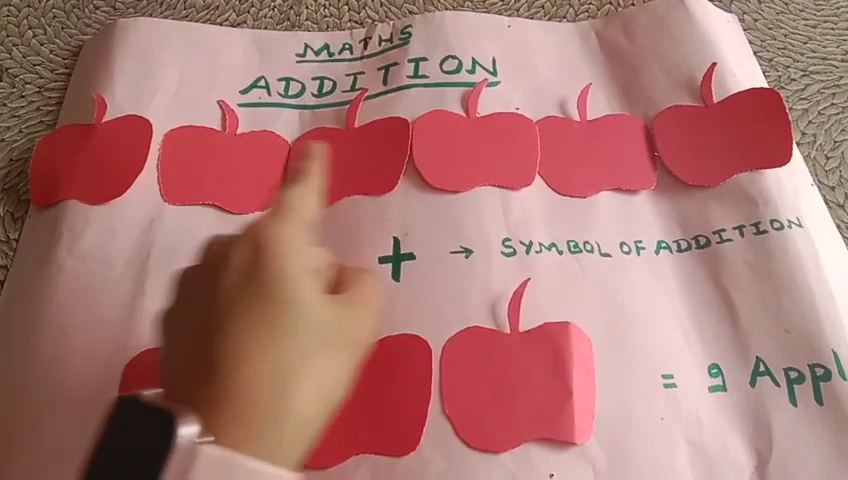 MATHS
ADDITION
+ → SYMBOL OF ADDITION
= 9 Appl